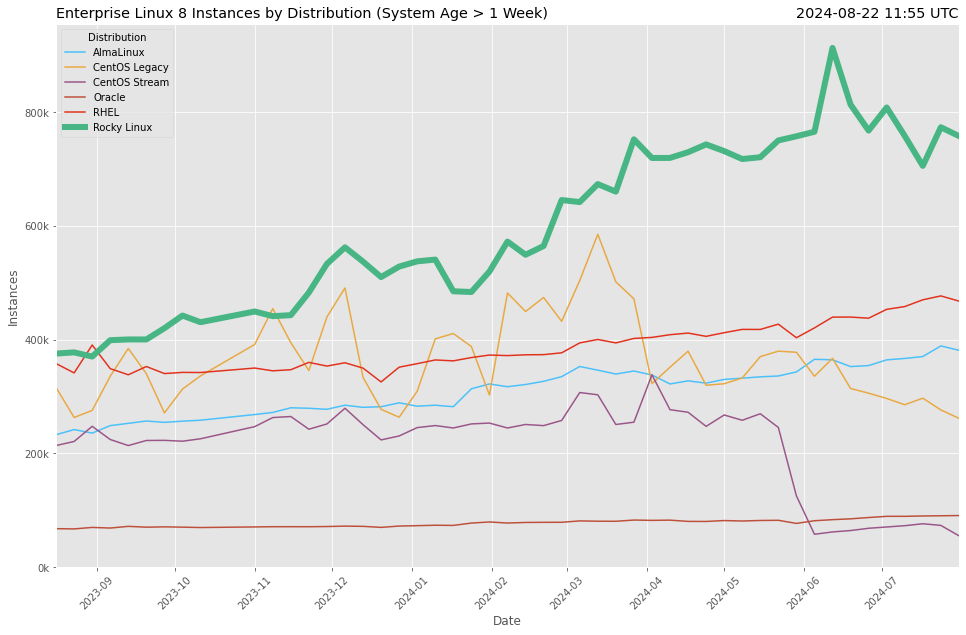 Enterprise Linux 8 Instances by Distribution (System Age > 1 Week)
2024-08-22 11:55 UTC
Distribution
AlmaLinux
CentOS Legacy
CentOS Stream
Oracle
RHEL
Rocky Linux
800k
600k
400k
200k
0k
Instances
2023-09
2023-10
2023-11
2023-12
2024-01
2024-02
2024-03
2024-04
2024-05
2024-06
2024-07
Date